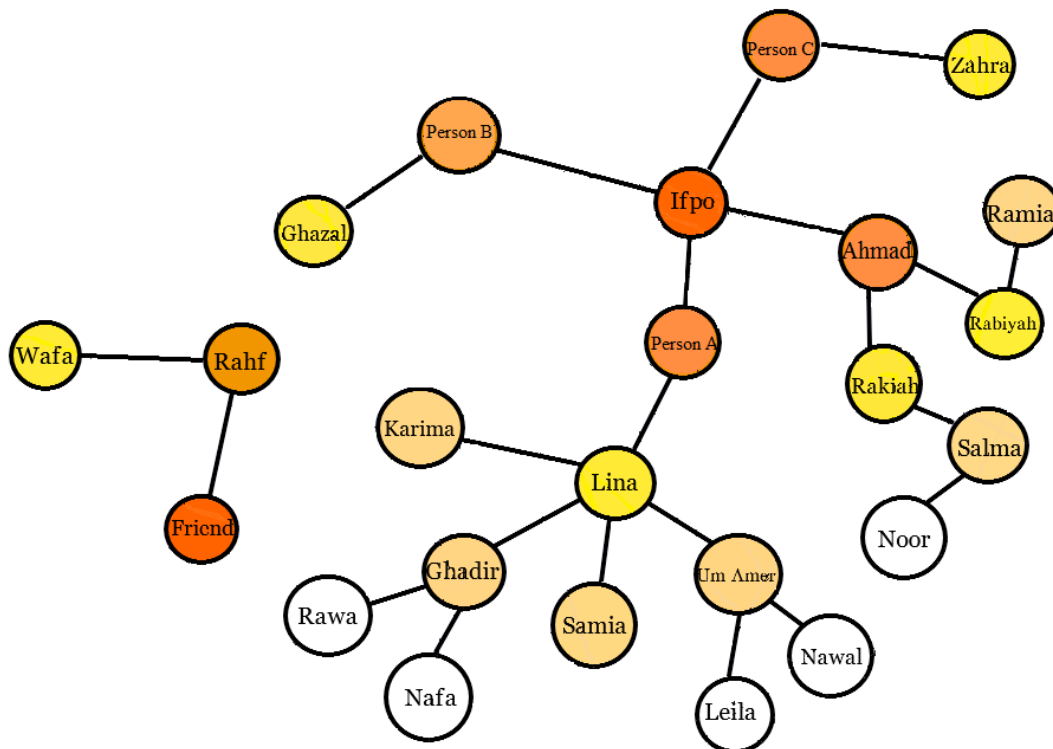 Person C
Zahra
Person B
Ifpo
Ramia
Ghazal
Ahmad
Rabiyah
Person A
Wafa
Rahf
Rakiah
Karima
Salma
Lina
Friend
Noor
Ghadir
Um Amer
Rawa
Samia
Nawal
Nafa
Leila